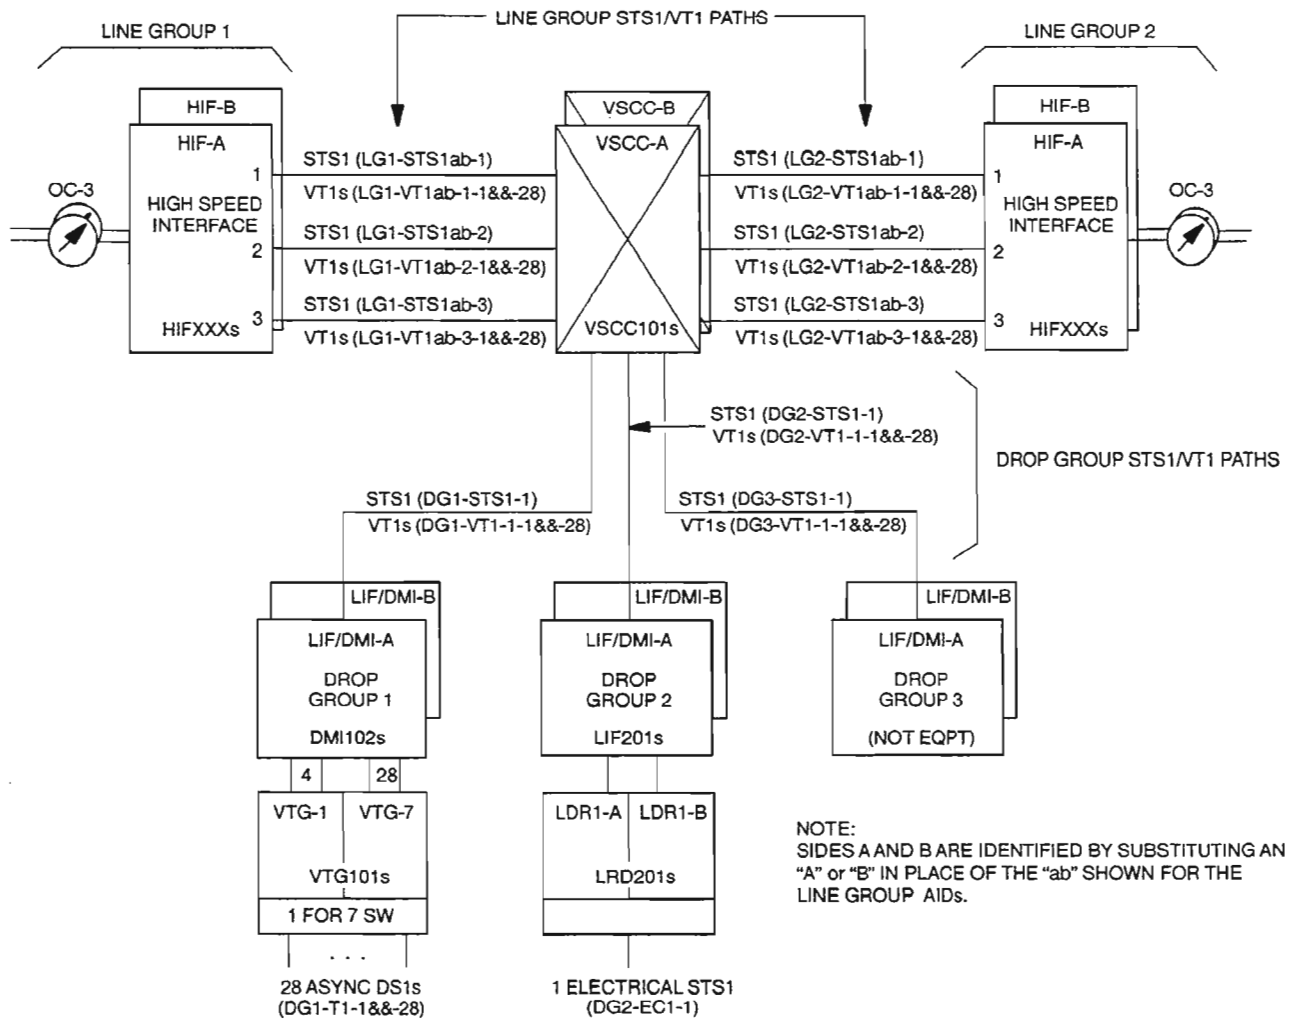 LINE GROUP STS1/VT1 PATHS
LINE GROUP 1
LINE GROUP 2
HIF-B
HIF-A
1
HIGH SPEED
INTERFACE
2
3
HIFXXXs
OC-3
STS1 (LG1-STS1ab-1)
VT1s (LG1-VT1ab-1-1&&-28)
STS1 (LG1-STS1ab-2)
VT1s (LG1-VT1ab-2-1&&-28)
STS1 (LG1-STS1ab-3)
VT1s (LG1-VT1ab-3-1&&-28)
VSCC-B
VSCC-A
VSCC101s
STS1 (LG2-STS1ab-1)
VT1s (LG2-VT1ab-1-1&&-28)
STS1 (LG2-STS1ab-2)
VT1s (LG2-VT1ab-2-1&&-28)
STS1 (LG2-STS1ab-3)
VT1s (LG2-VT1ab-3-1&&-28)
HIF-B
HIF-A
1
HIGH SPEED
INTERFACE
2
3
HIFXXXs
OC-3
STS1 (DG2-STS1-1)
VT1s (DG2-VT1-1-1&&-28)
DROP GROUP STS1/VT1 PATHS
STS1 (DG1-STS1-1)
VT1s (DG1-VT1-1-1&&-28)
STS1 (DG3-STS1-1)
VT1s (DG3-VT1-1-1&&-28)
LIF/DMI-B
LIF/DMI-A
DROP
GROUP 1
DMI102s
4
28
VTG-1
VTG-7
VTG101s
1 FOR 7 SW
. . .
28 ASYNC DS1s
(DG1-T1-1&&-28)
LIF/DMI-B
LIF/DMI-A
DROP
GROUP 2
LIF201s
LDR1-A
LDR1-B
LRD201s
1 ELECTRICAL STS1
(DG2-EC1-1)
LIF/DMI-B
LIF/DMI-A
DROP
GROUP 3
(NOT EQPT)
NOTE:
SIDES A AND B ARE IDENTIFIED BY SUBSTITUTING AN
“A” or “B” IN PLACE OF THE “ab” SHOWN FOR THE
LINE GROUP AIDs.